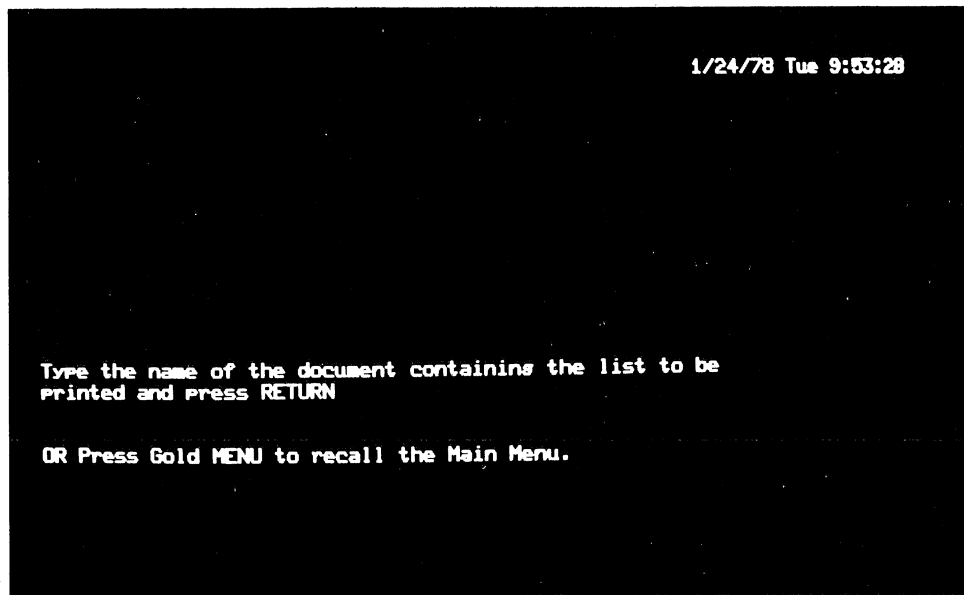 1/24/78 Tue 9:53:28
Type the name of the document containing the list to be
printed and press RETURN
OR Press Gold MENU to recall the Main Menu.